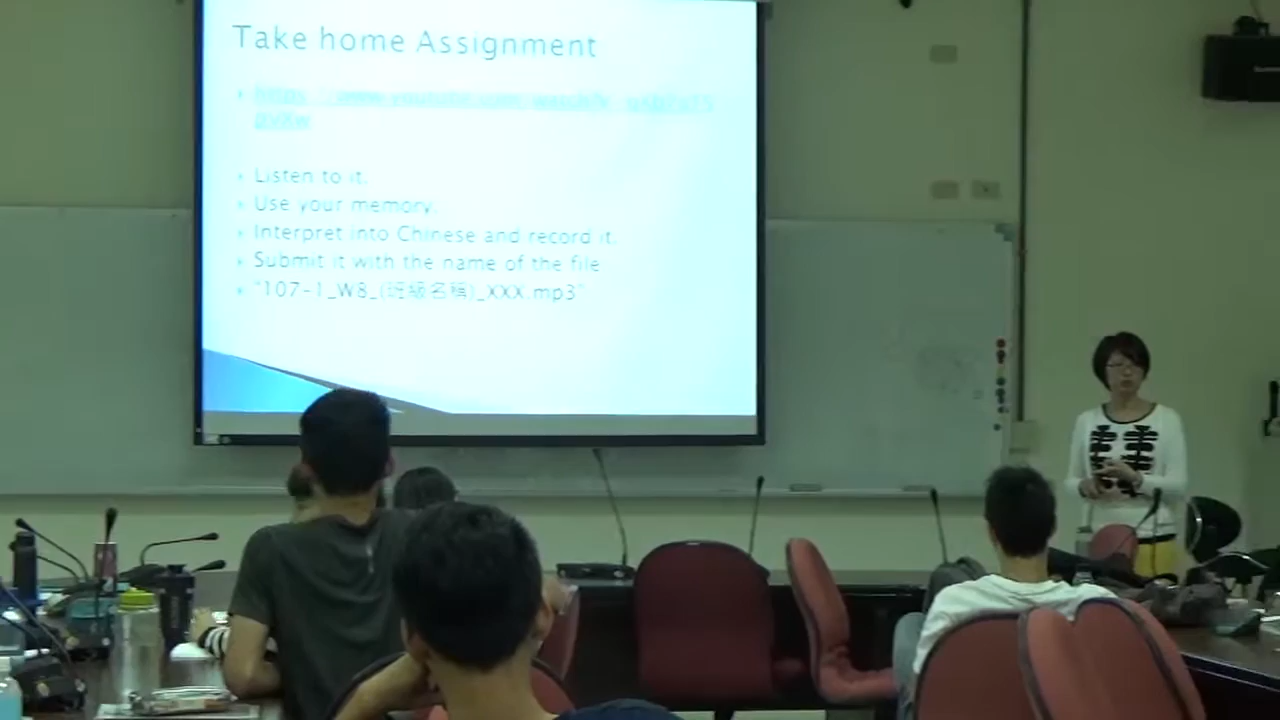 Take home Assignment
Listen to it.
Use your memory.
Interpret into Chinese and record it.
Submit it with the name of the file
"107-1_W8_(班級名稱)_XXX.mp3"